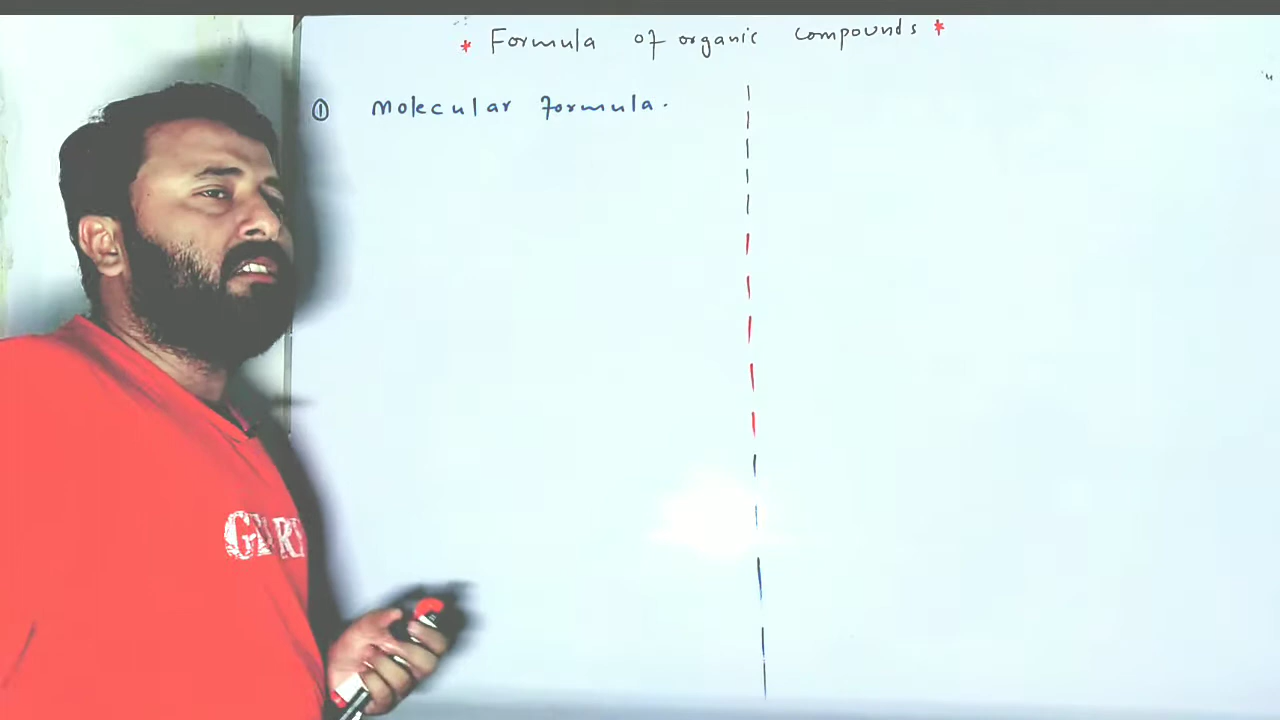 * Formula of organic compounds *
① Molecular formula.